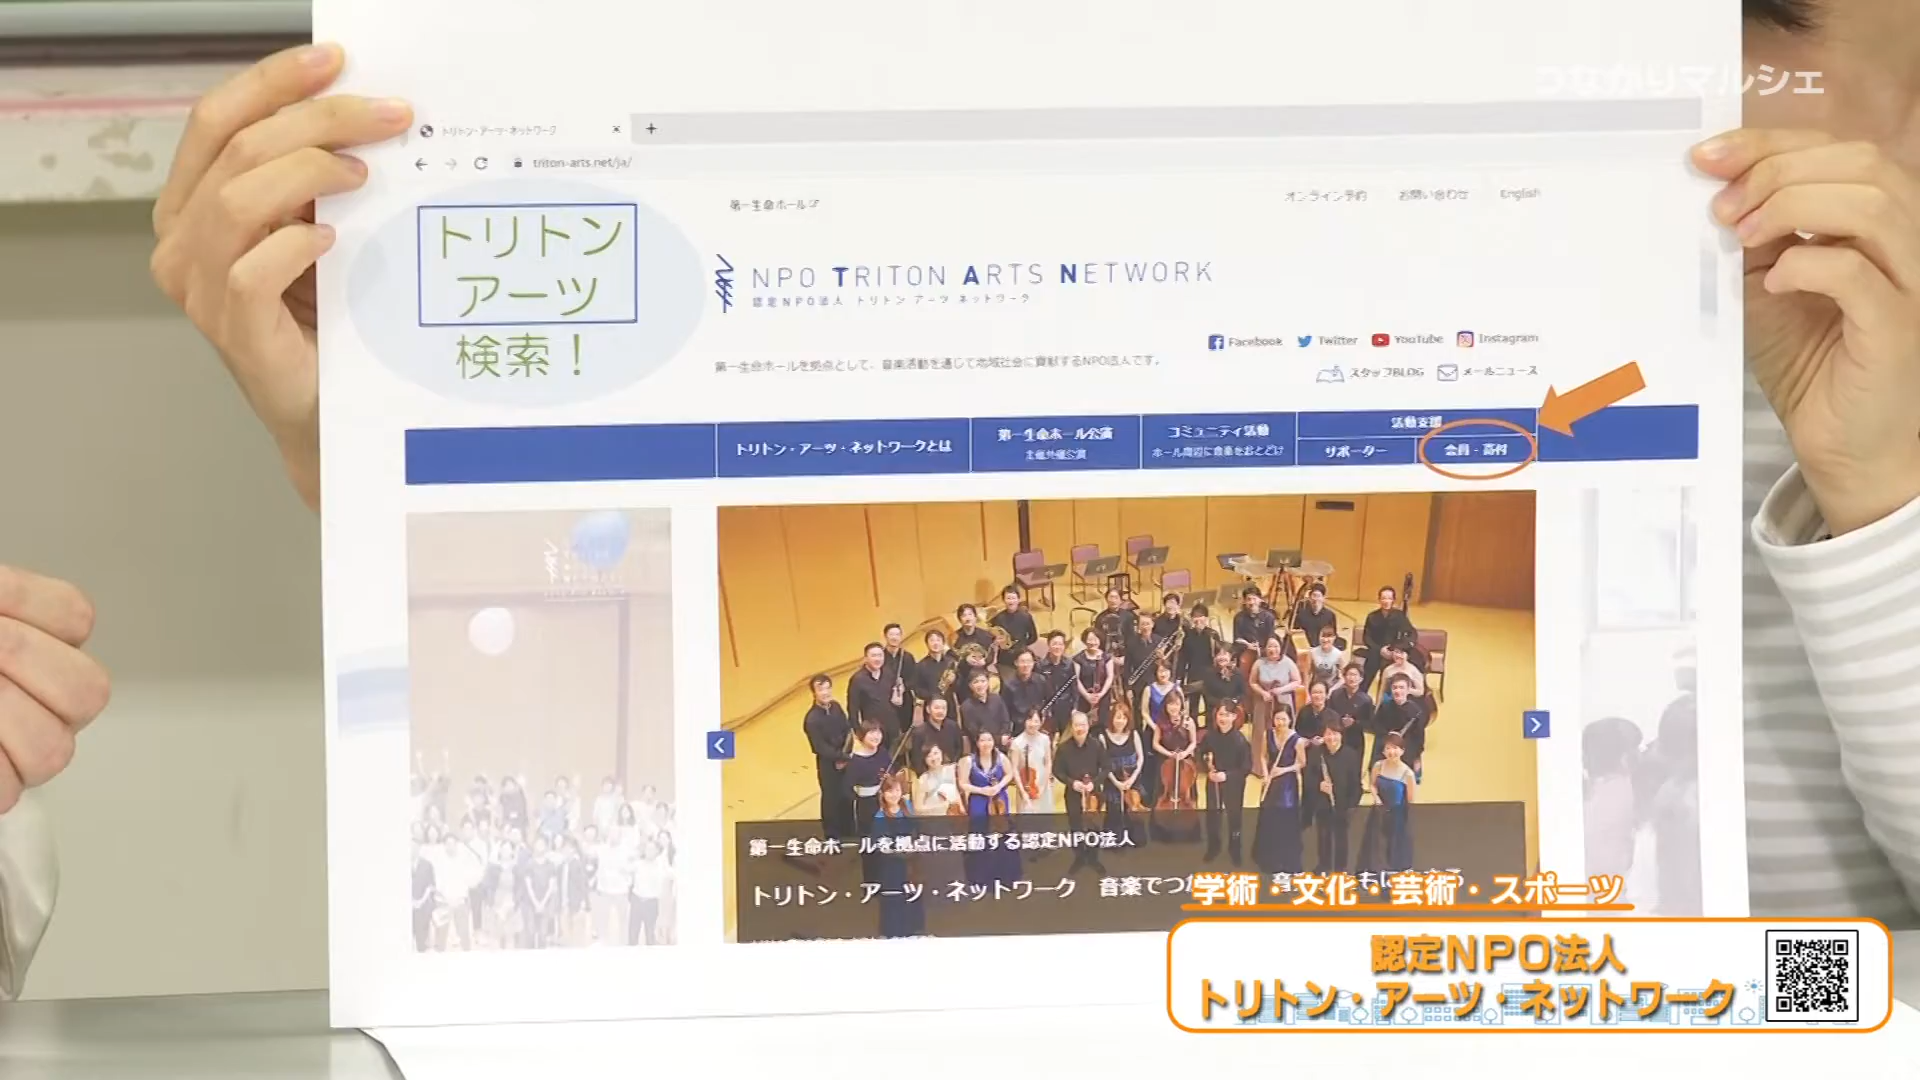 つながりマルシェ
トリトン・アーツ・ネットワーク
triton-arts.net/ja/
トリトン
アーツ
検索！
第一生命ホール
オンライン予約 お問い合わせ English
NPO TRITON ARTS NETWORK
認定NPO法人 トリトン アーツ ネットワーク
Facebook Twitter YouTube Instagram
第一生命ホールを拠点として、音楽活動を通じて地域社会に貢献するNPO法人です。
スタッフBLOG メールニュース
トリトン・アーツ・ネットワークとは
第一生命ホール公演
主催共催公演
コミュニティ活動
ホール周辺に音楽をおとどけ
活動支援
サポーター 会員・寄付
第一生命ホールを拠点に活動する認定NPO法人
トリトン・アーツ・ネットワーク 音楽でつ
学術・文化・芸術・スポーツ
認定NPO法人
トリトン・アーツ・ネットワーク